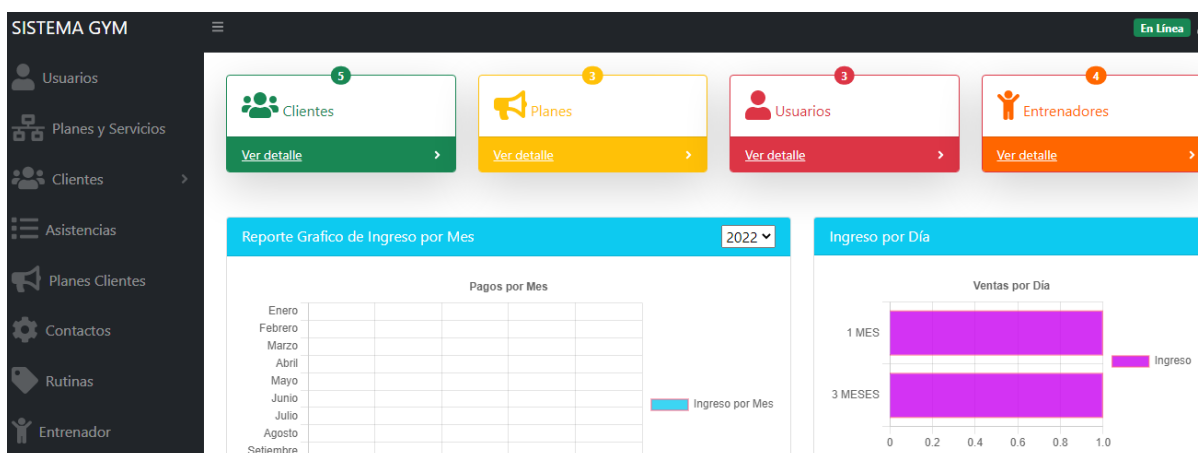 SISTEMA GYM
En Línea
Usuarios
Planes y Servicios
Clientes
Asistencias
Planes Clientes
Contactos
Rutinas
Entrenador
5
Clientes
Ver detalle
3
Planes
Ver detalle
3
Usuarios
Ver detalle
4
Entrenadores
Ver detalle
Reporte Grafico de Ingreso por Mes
2022
Pagos por Mes
Enero
Febrero
Marzo
Abril
Mayo
Junio
Julio
Agosto
Setiembre
Ingreso por Mes
Ingreso por Día
Ventas por Día
1 MES
3 MESES
Ingreso
0 0.2 0.4 0.6 0.8 1.0